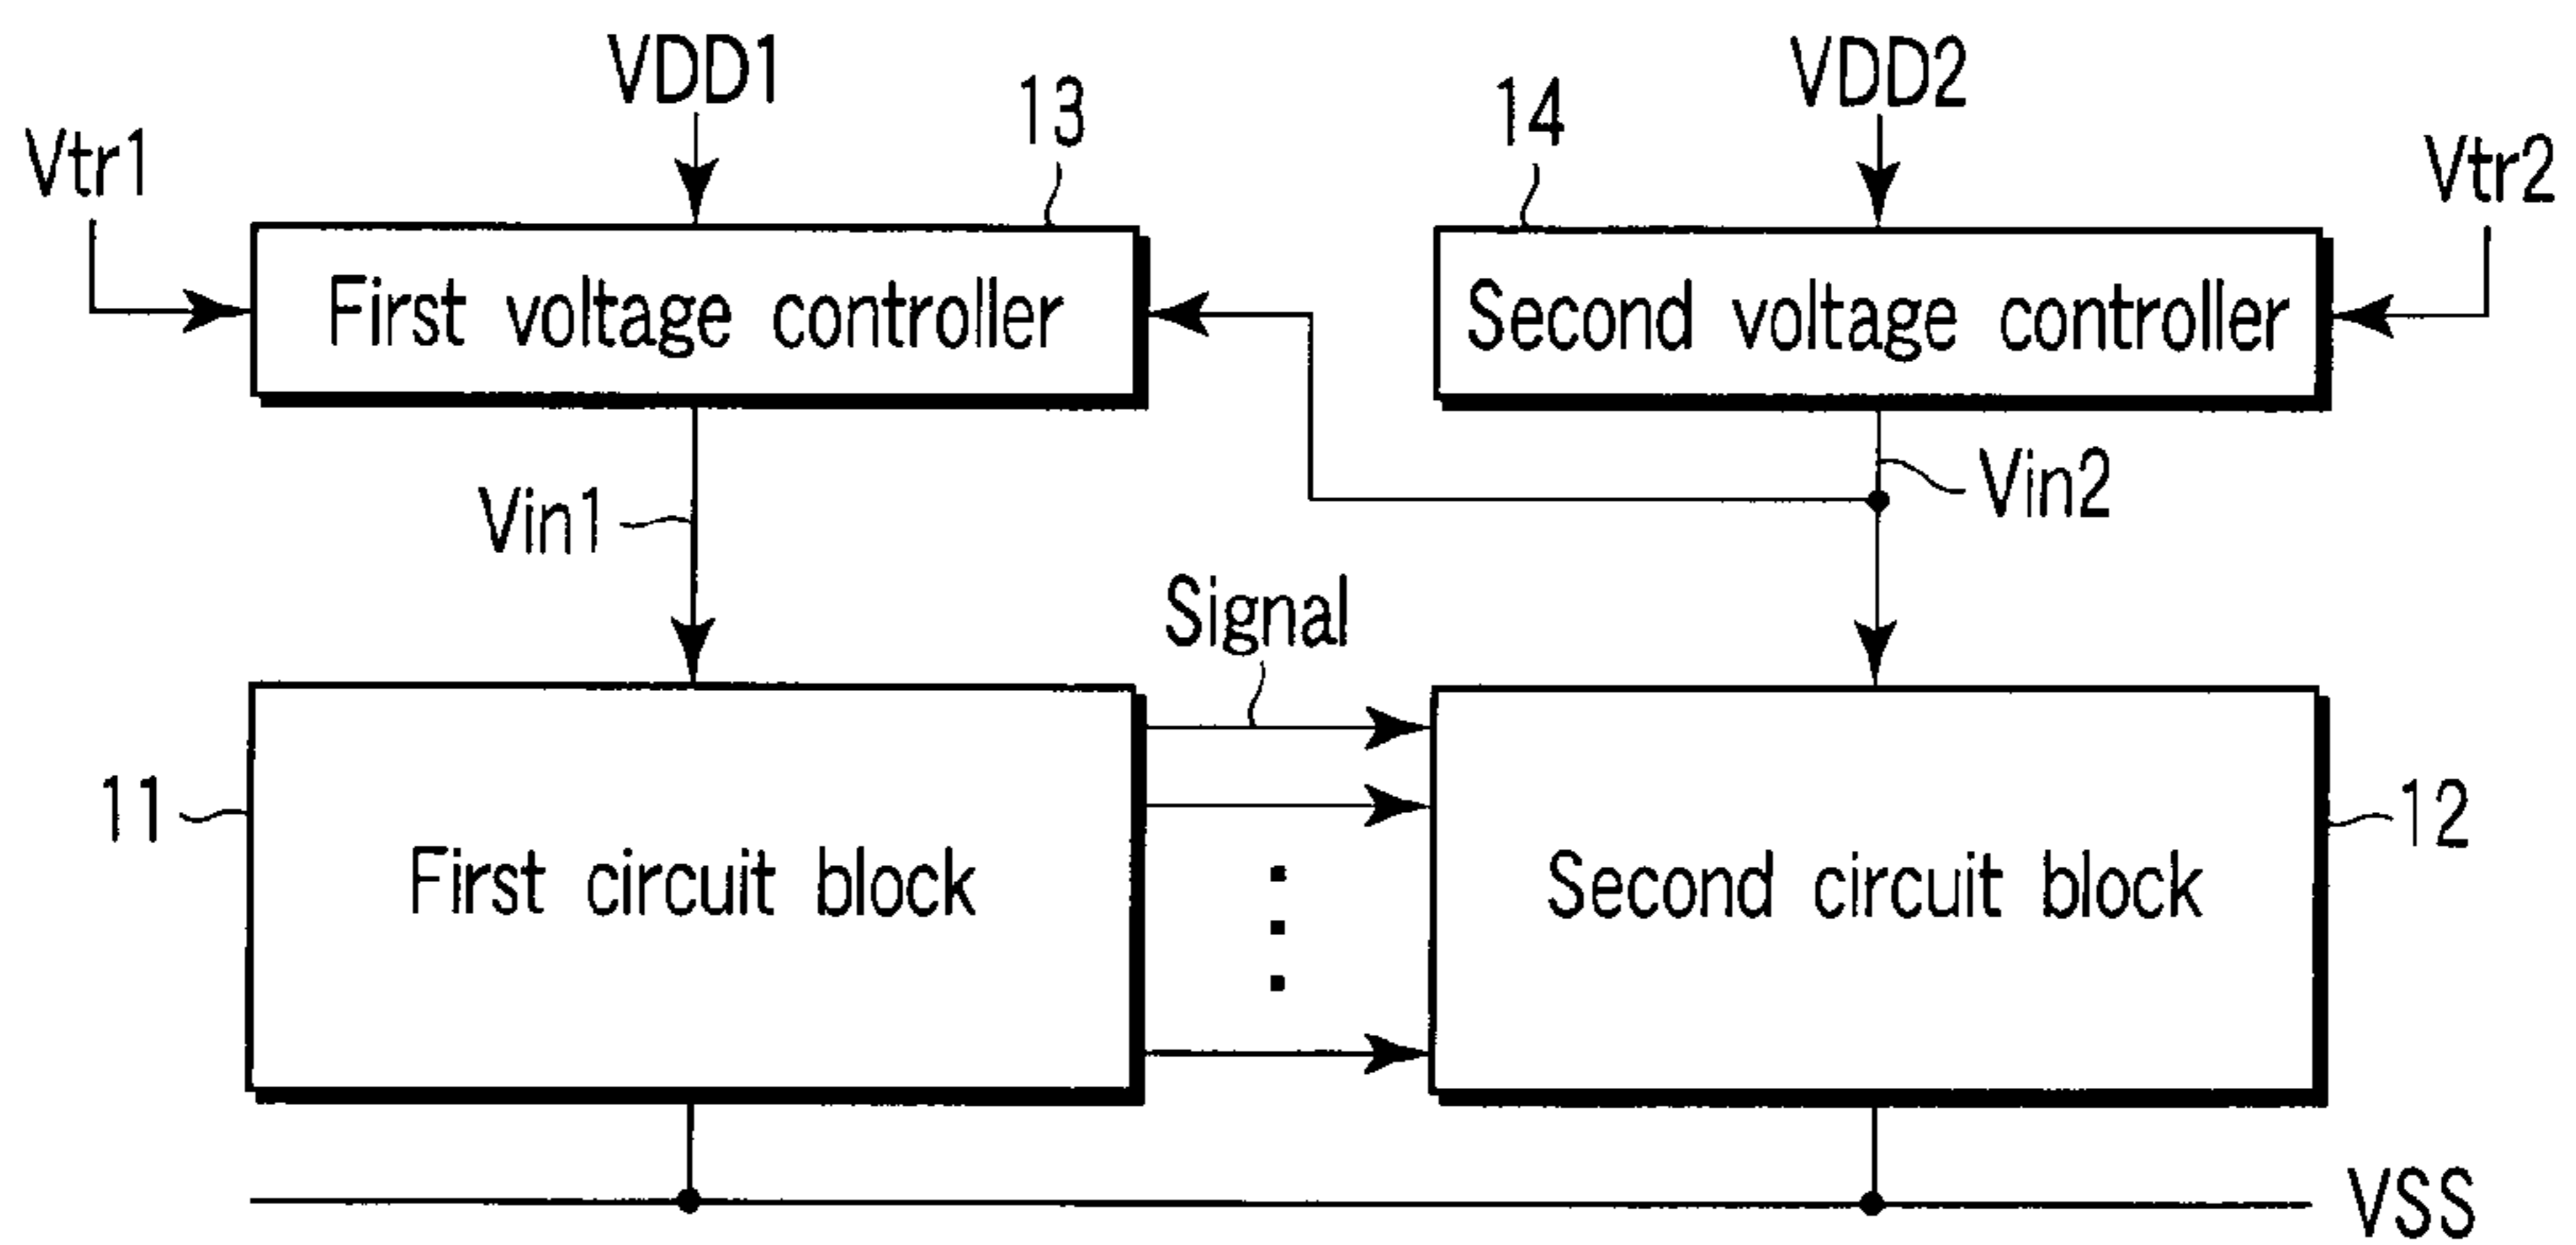 VDD1
VDD2
13
14
Vtr1
Vtr2
First voltage controller
Second voltage controller
Vin1
Vin2
Signal
11
12
First circuit block
Second circuit block
VSS